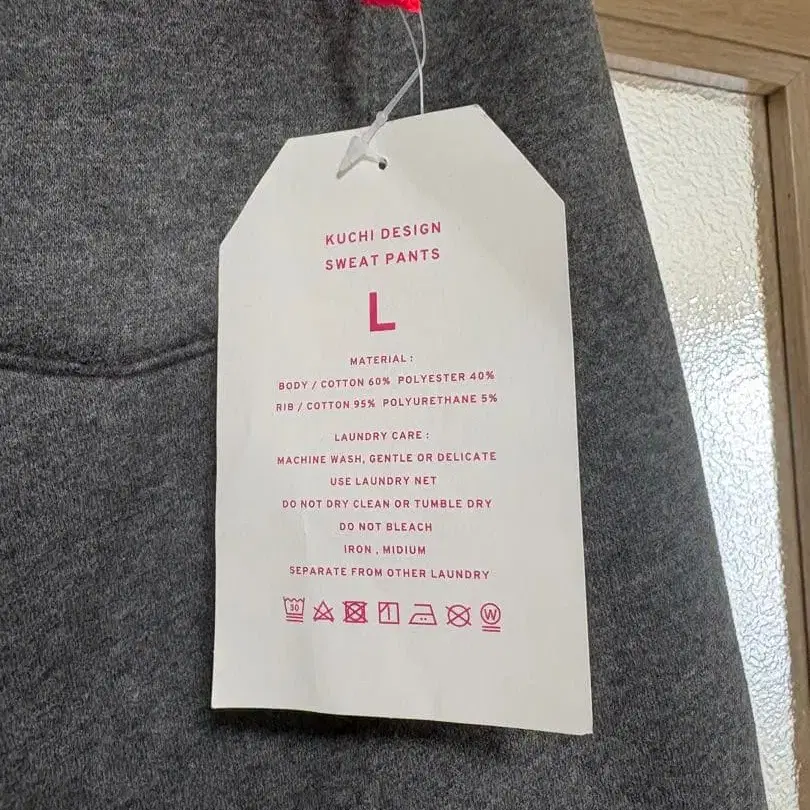 KUCHI DESIGN
SWEAT PANTS
L
MATERIAL :
BODY / COTTON 60% POLYESTER 40%
RIB / COTTON 95% POLYURETHANE 5%
LAUNDRY CARE :
MACHINE WASH, GENTLE OR DELICATE
USE LAUNDRY NET
DO NOT DRY CLEAN OR TUMBLE DRY
DO NOT BLEACH
IRON , MIDIUM
SEPARATE FROM OTHER LAUNDRY
30 W